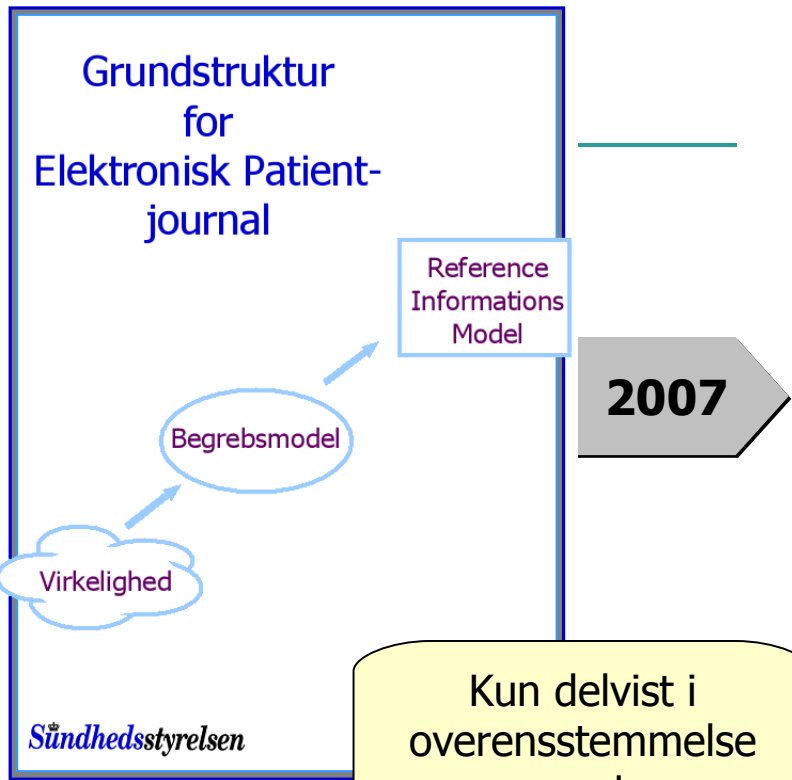 Grundstruktur
for
Elektronisk Patient-
journal
Reference
Informations
Model
2007
Begrebsmodel
Virkelighed
Kun delvist i
overensstemmelse
Sundhedsstyrelsen